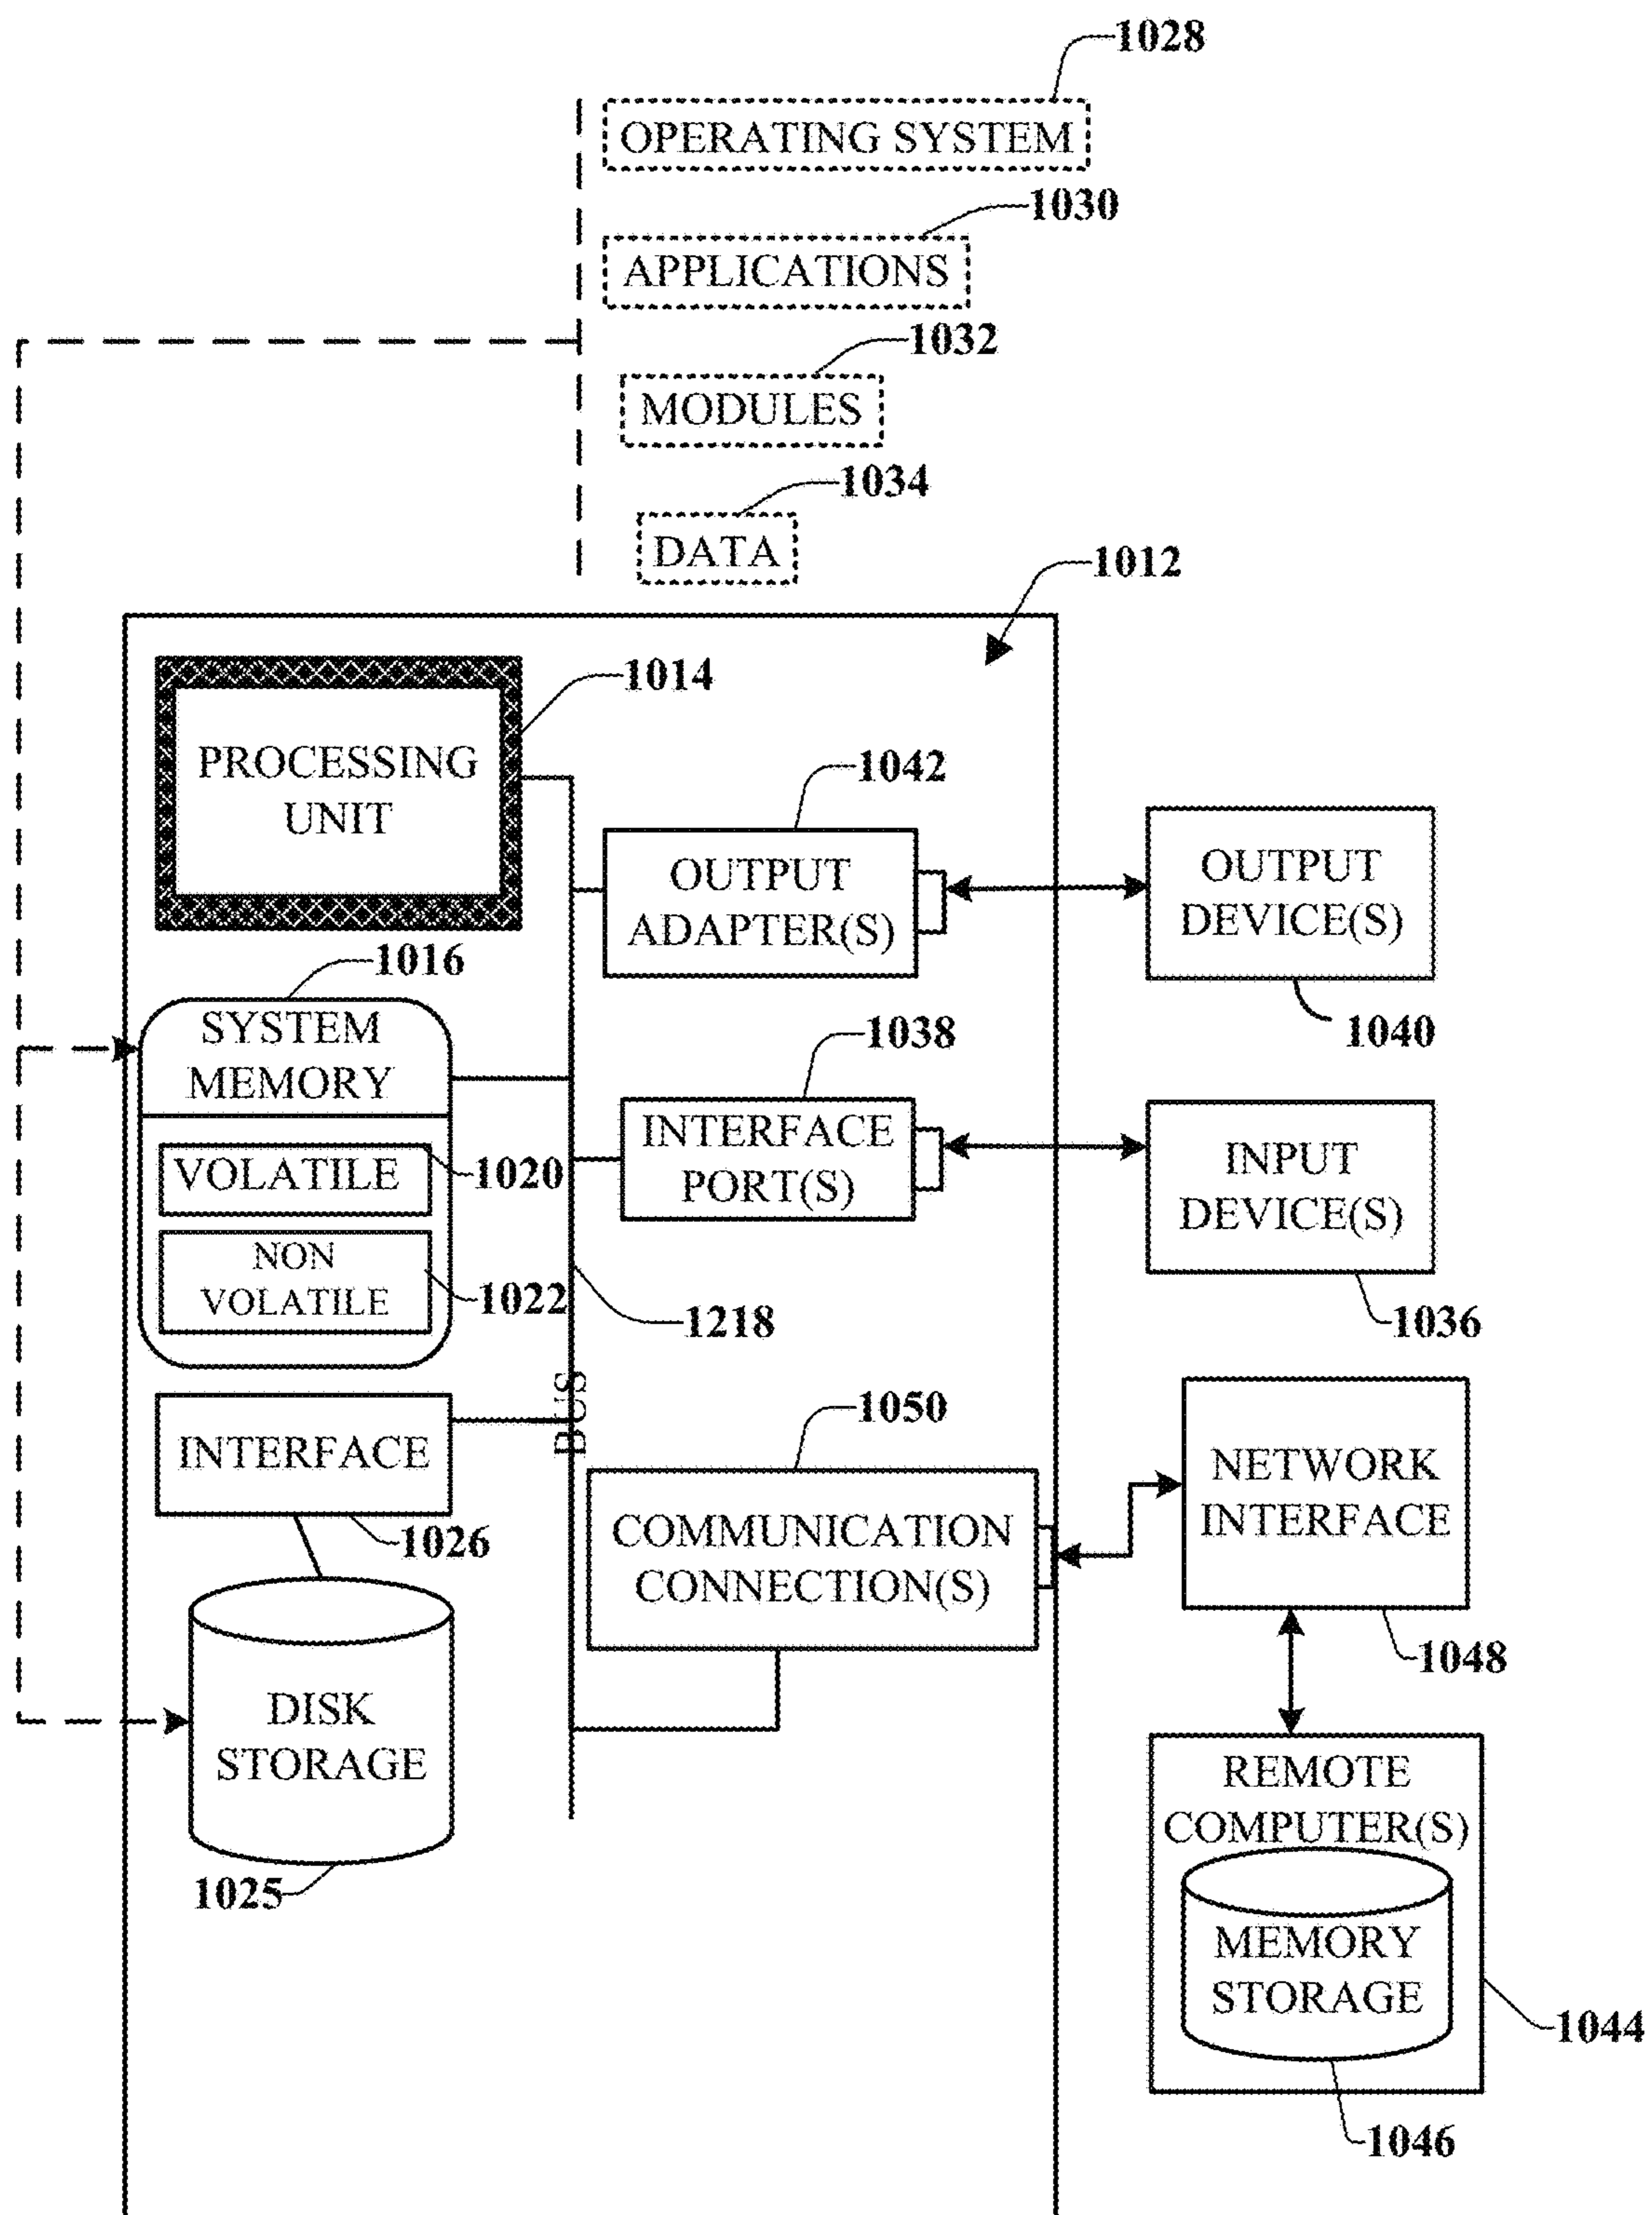 1028
OPERATING SYSTEM
1030
APPLICATIONS
1032
MODULES
1034
DATA
1012
1014
PROCESSING
UNIT
1042
OUTPUT
ADAPTER(S)
OUTPUT
DEVICE(S)
1040
1016
SYSTEM
MEMORY
1038
INTERFACE
PORT(S)
INPUT
DEVICE(S)
1036
VOLATILE
1020
NON
VOLATILE
1022
1218
BUS
INTERFACE
1026
1050
COMMUNICATION
CONNECTION(S)
NETWORK
INTERFACE
1048
DISK
STORAGE
1025
REMOTE
COMPUTER(S)
MEMORY
STORAGE
1044
1046